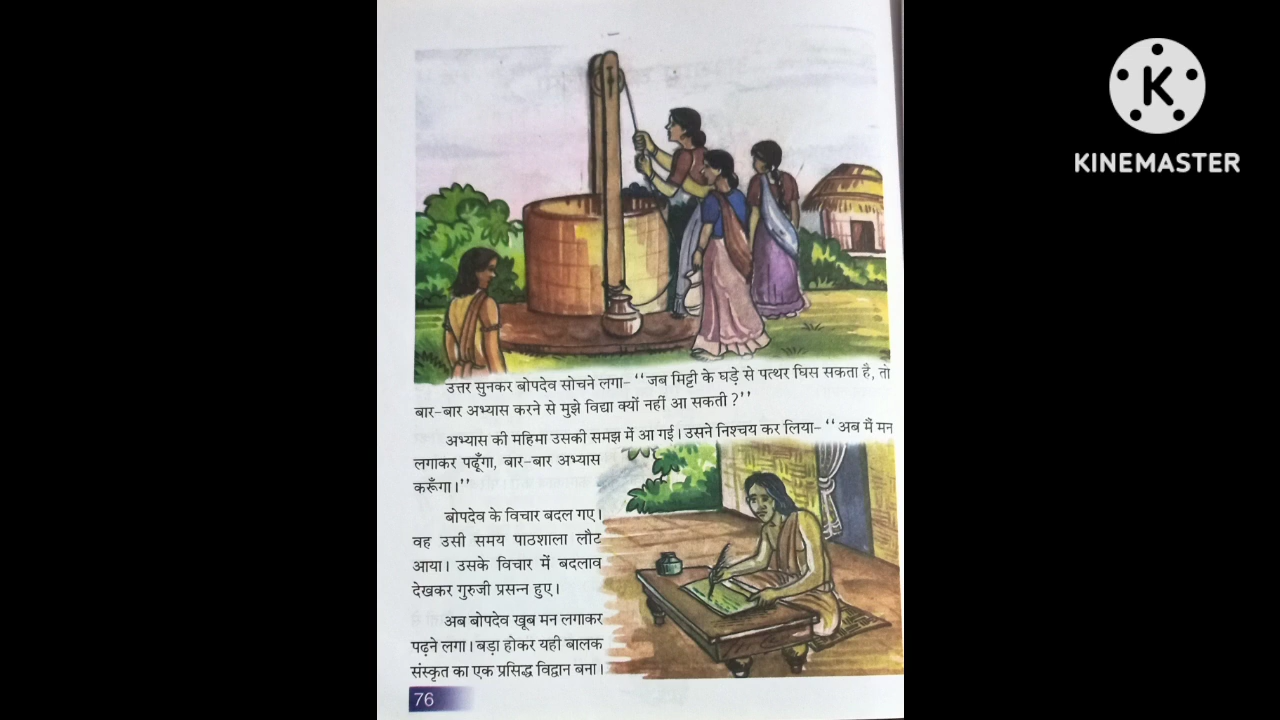 उत्तर सुनकर बोपदेव सोचने लगा- ‘‘जब मिट्टी के घड़े से पत्थर घिस सकता है, तो
बार-बार अभ्यास करने से मुझे विद्या क्यों नहीं आ सकती ?’’
अभ्यास की महिमा उसकी समझ में आ गई। उसने निश्चय कर लिया- ‘‘अब मैं मन
लगाकर पढ़ूँगा, बार-बार अभ्यास
करूँगा।’’
बोपदेव के विचार बदल गए।
वह उसी समय पाठशाला लौट
आया। उसके विचार में बदलाव
देखकर गुरुजी प्रसन्न हुए।
अब बोपदेव खूब मन लगाकर
पढ़ने लगा। बड़ा होकर यही बालक
संस्कृत का एक प्रसिद्ध विद्वान बना।
76
K
KINEMASTER